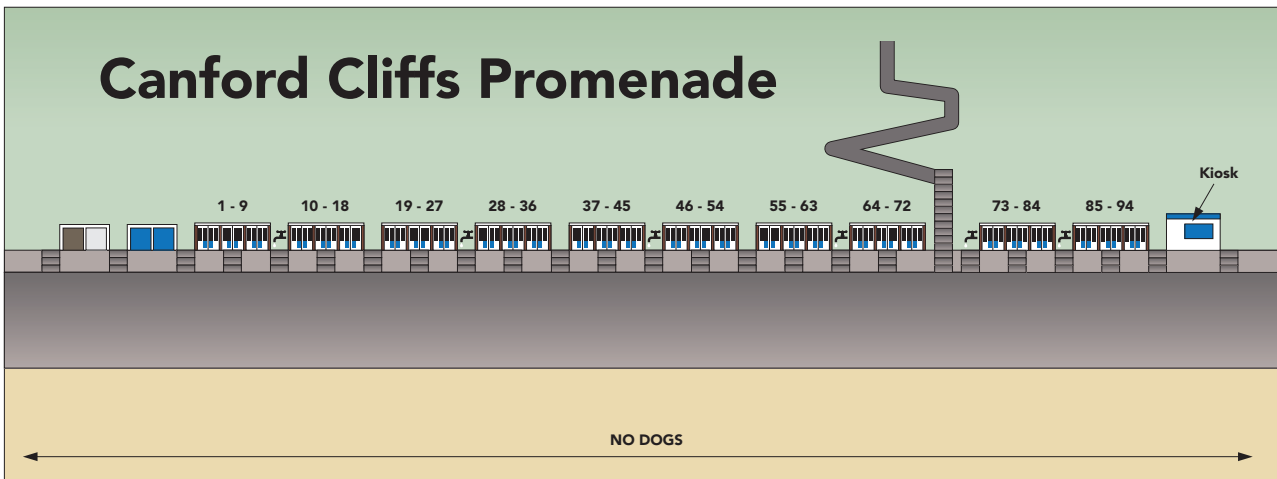 Canford Cliffs Promenade
Kiosk
1 - 9
10 - 18
19 - 27
28 - 36
37 - 45
46 - 54
55 - 63
64 - 72
73 - 84
85 - 94
NO DOGS